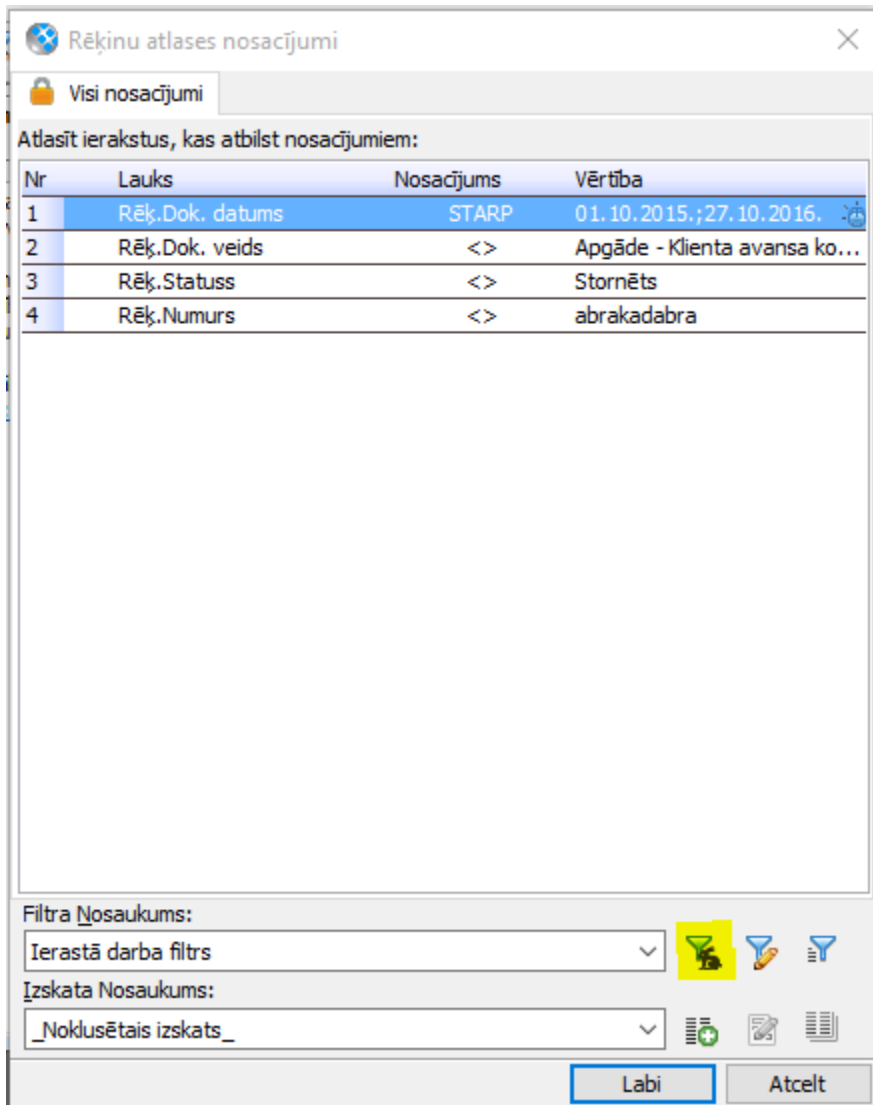 Rēķinu atlases nosacījumi
Visi nosacījumi
Atlasīt ierakstus, kas atbilst nosacījumiem:
Nr Lauks Nosacījums Vērtība
1 Rēķ.Dok. datums STARP 01.10.2015.;27.10.2016.
2 Rēķ.Dok. veids <> Apgāde - Klienta avansa ko...
3 Rēķ.Statuss <> Stornēts
4 Rēķ.Numurs <> abrakadabra
Filtra Nosaukums:
Ierastā darba filtrs
Izskata Nosaukums:
_Noklusētais izskats_
Labi Atcelt